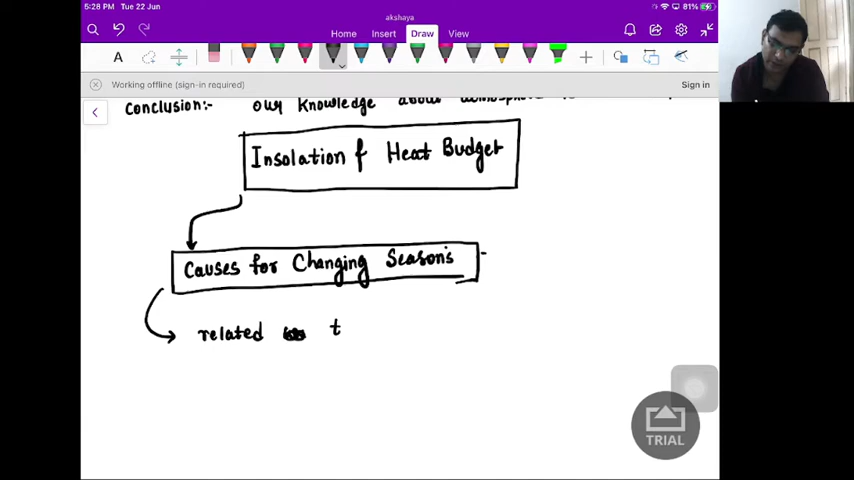 5:28 PM Tue 22 Jun
81%
akshaya
Home Insert Draw View
A
Working offline (sign-in required) Sign in
Conclusion:- our knowledge about atmosphere
Insolation & Heat Budget
Causes for Changing Seasons
related t
TRIAL